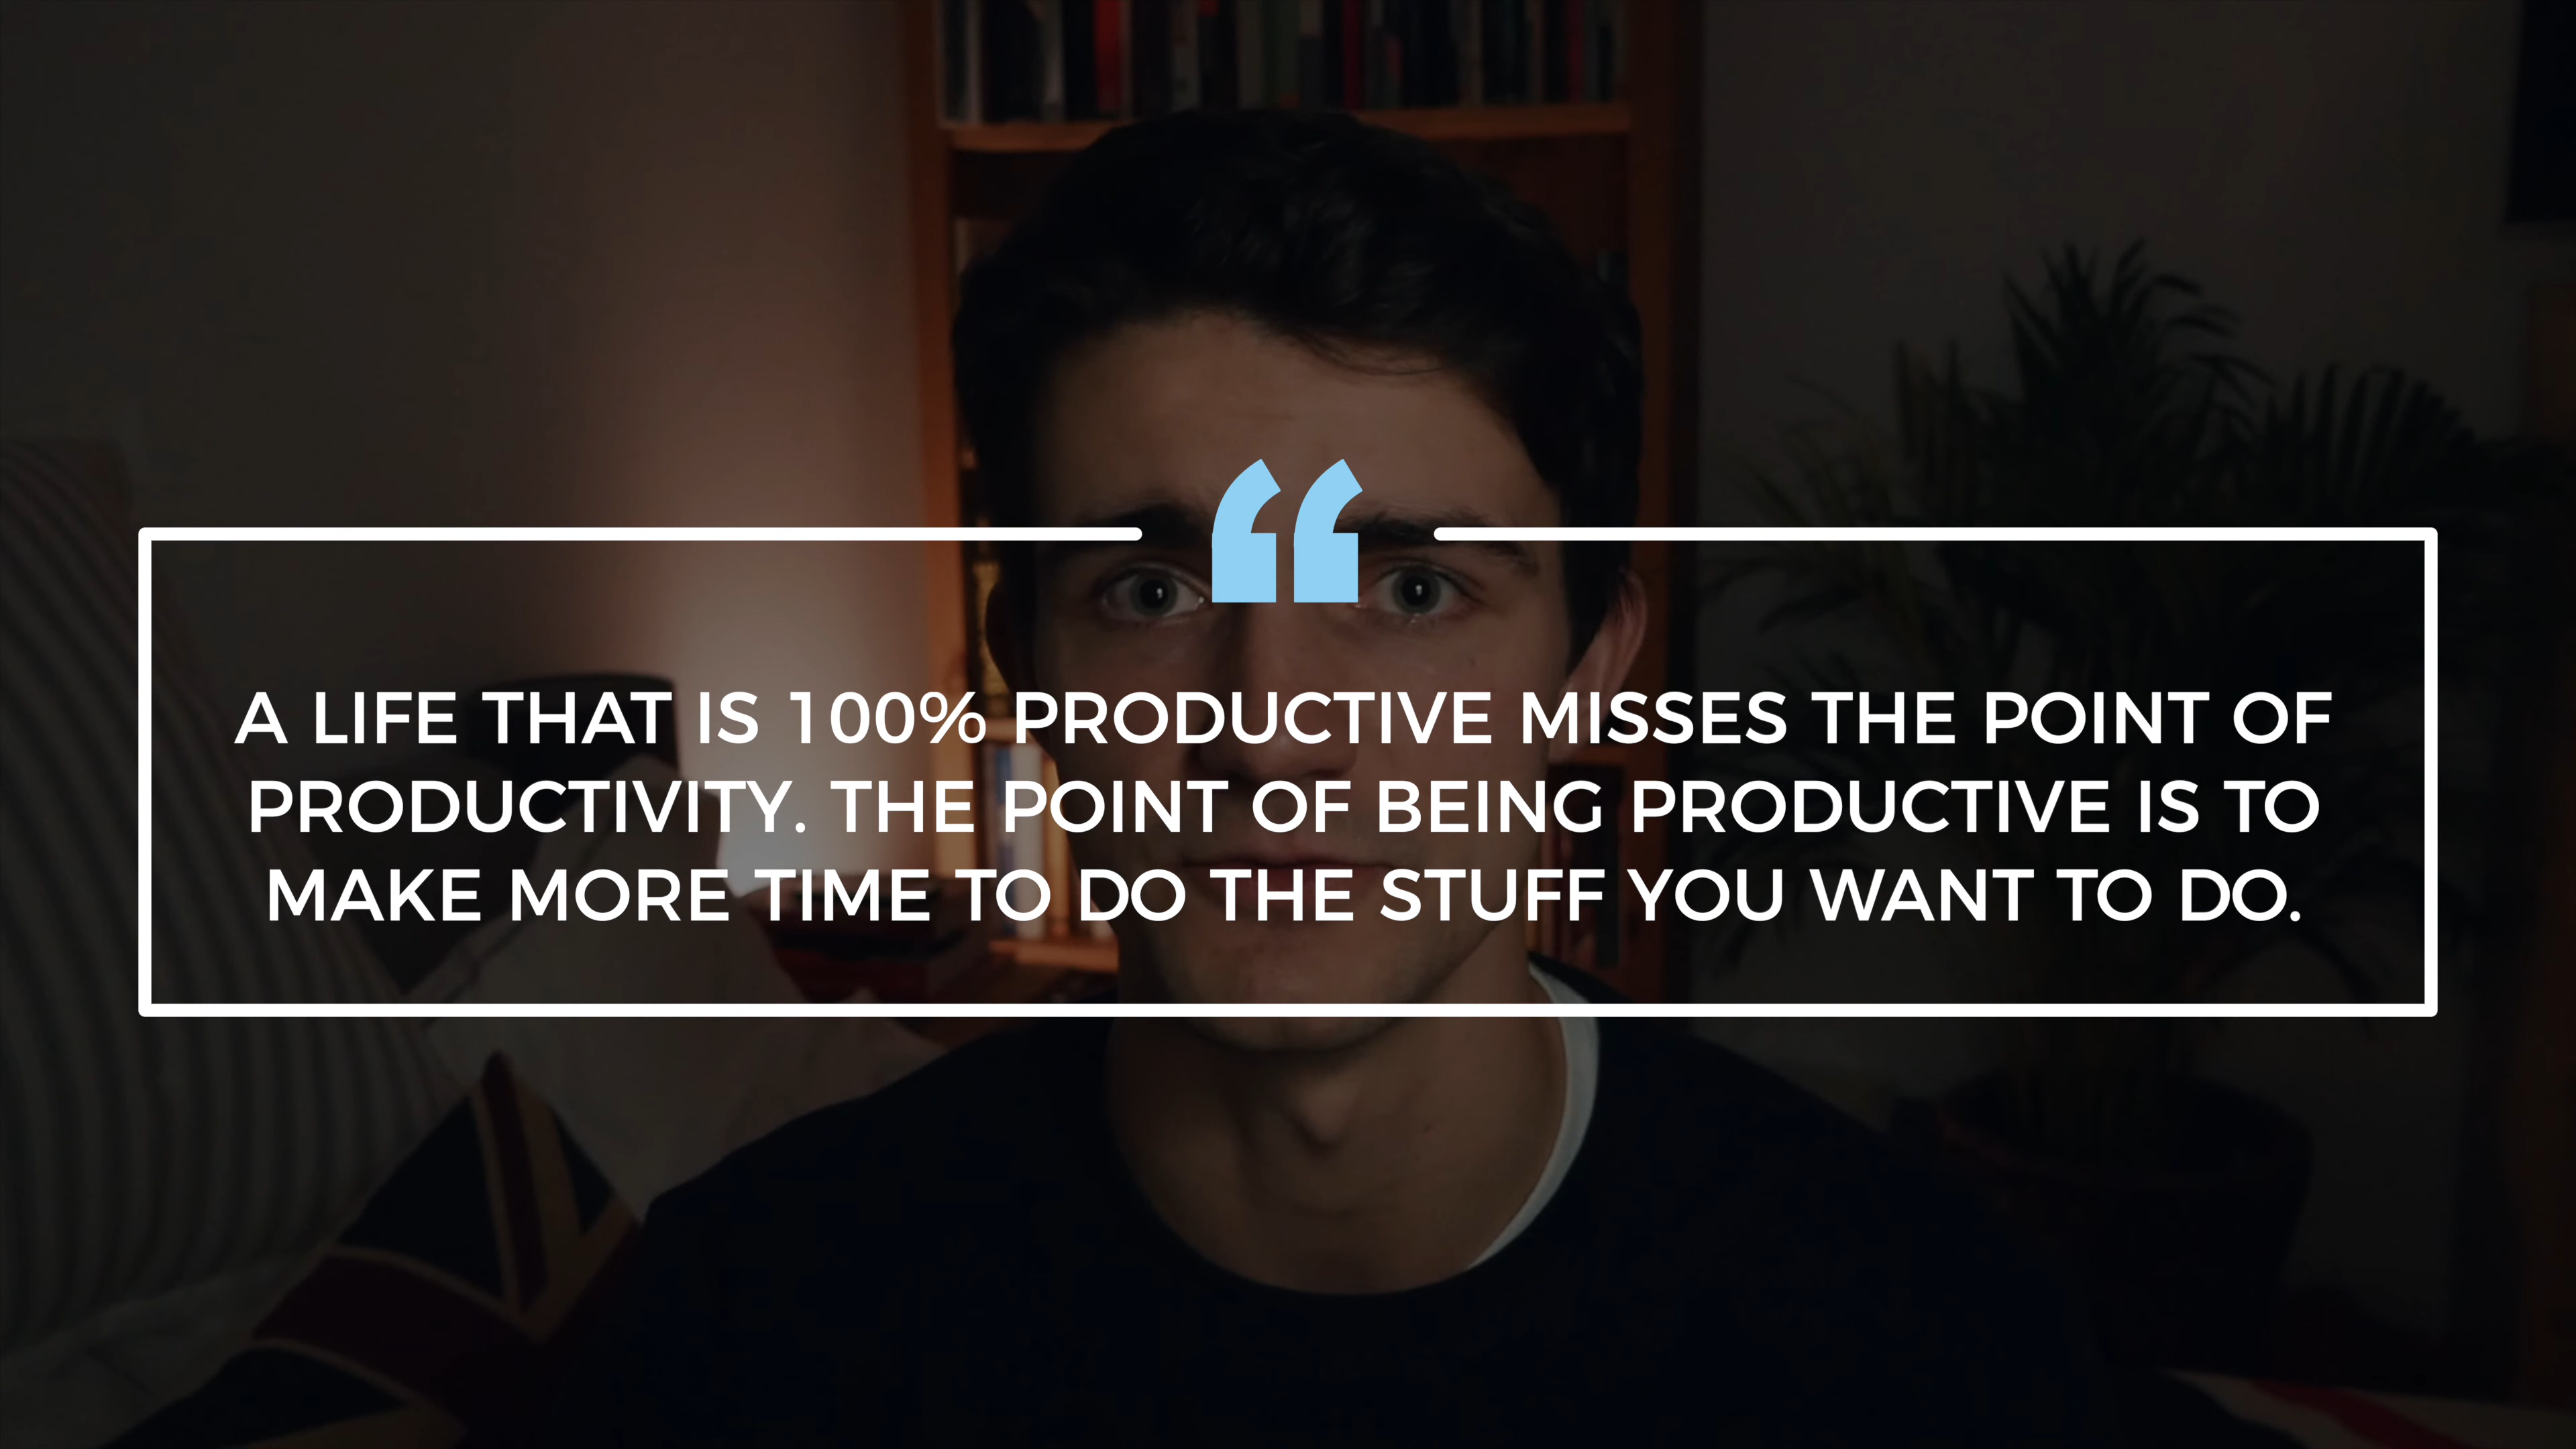 “
A LIFE THAT IS 100% PRODUCTIVE MISSES THE POINT OF
PRODUCTIVITY. THE POINT OF BEING PRODUCTIVE IS TO
MAKE MORE TIME TO DO THE STUFF YOU WANT TO DO.